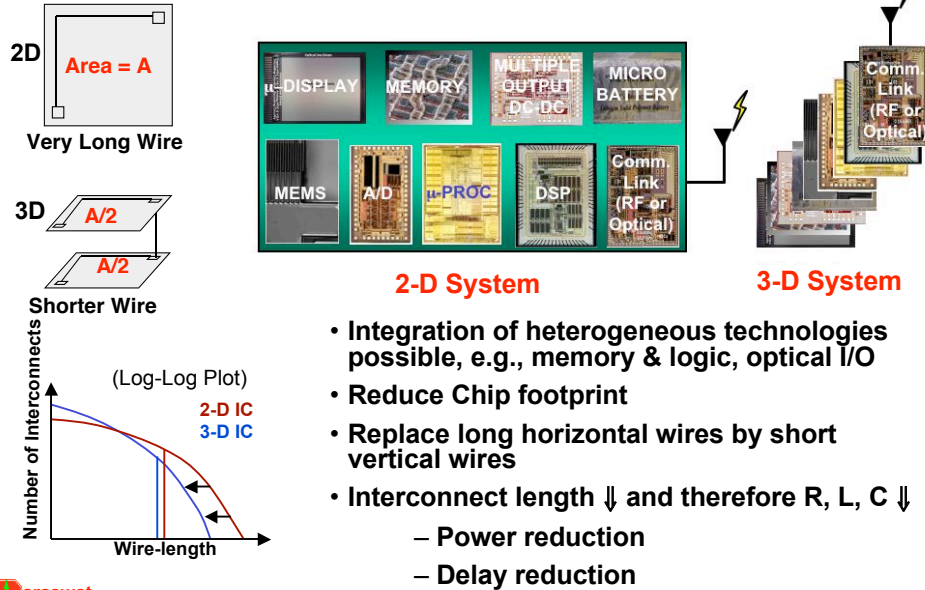 2D
Area = A
Very Long Wire
3D
A/2
A/2
Shorter Wire
μ-DISPLAY
MEMORY
MULTIPLE
OUTPUT
DC-DC
MICRO
BATTERY
MEMS
A/D
μ-PROC
DSP
Comm.
Link
(RF or
Optical)
2-D System
Comm.
Link
(RF or
Optical)
3-D System
Number of Interconnects
(Log-Log Plot)
2-D IC
3-D IC
Wire-length
• Integration of heterogeneous technologies
possible, e.g., memory & logic, optical I/O
• Reduce Chip footprint
• Replace long horizontal wires by short
vertical wires
• Interconnect length ⇓ and therefore R, L, C ⇓
– Power reduction
– Delay reduction